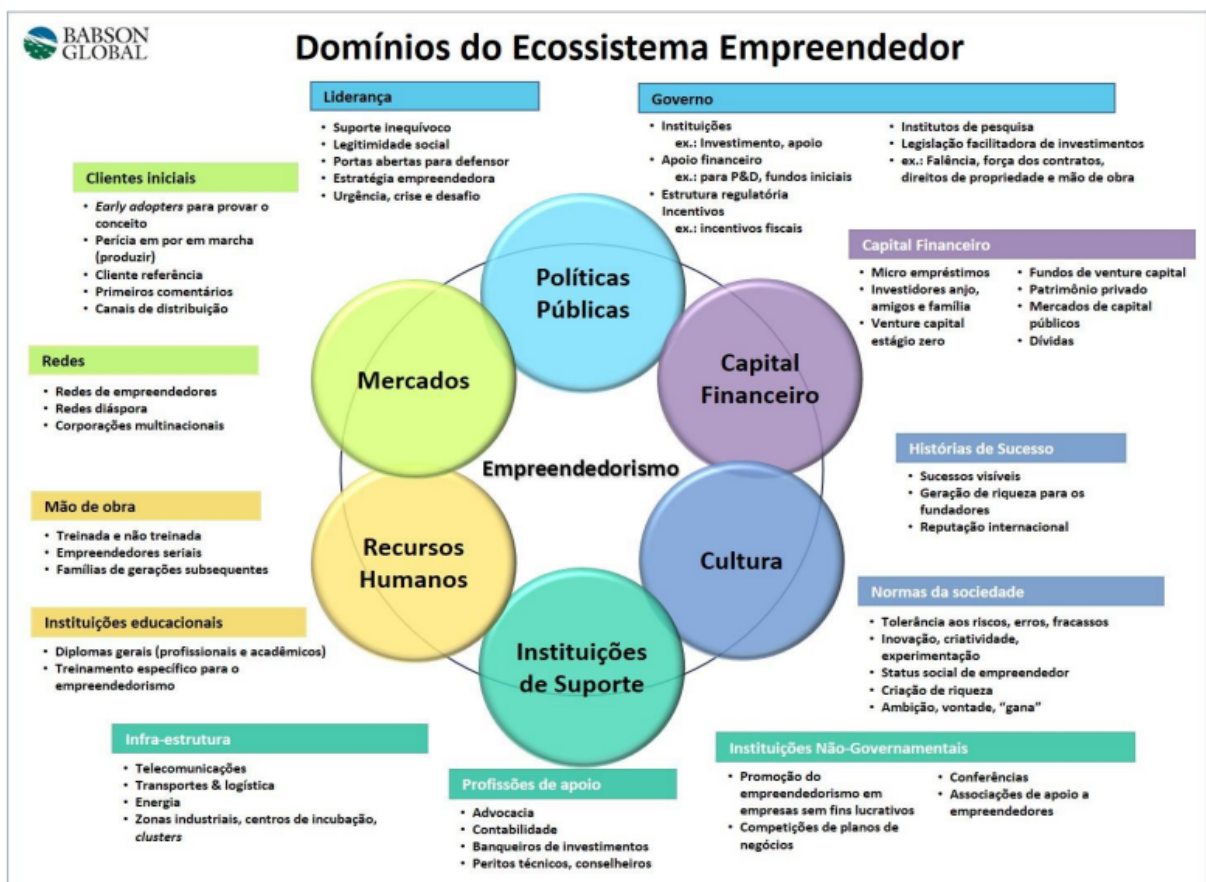 BABSON
GLOBAL
Domínios do Ecossistema Empreendedor
Liderança
• Suporte inequívoco
• Legitimidade social
• Portas abertas para defensor
• Estratégia empreendedora
• Urgência, crise e desafio
Governo
• Instituições
ex.: Investimento, apoio
• Apoio financeiro
ex.: para P&D, fundos iniciais
• Estrutura regulatória
Incentivos
ex.: incentivos fiscais
• Institutos de pesquisa
• Legislação facilitadora de investimentos
• ex.: Falência, força dos contratos,
direitos de propriedade e mão de obra
Clientes iniciais
• Early adopters para provar o
conceito
• Perícia em por em marcha
(produzir)
• Cliente referência
• Primeiros comentários
• Canais de distribuição
Capital Financeiro
• Micro empréstimos
• Investidores anjo,
amigos e família
• Venture capital
estágio zero
• Fundos de venture capital
• Patrimônio privado
• Mercados de capital
públicos
• Dívidas
Redes
• Redes de empreendedores
• Redes diáspora
• Corporações multinacionais
Políticas
Públicas
Mercados
Capital
Financeiro
Empreendedorismo
Recursos
Humanos
Cultura
Instituições
de Suporte
Histórias de Sucesso
• Sucessos visíveis
• Geração de riqueza para os
fundadores
• Reputação internacional
Mão de obra
• Treinada e não treinada
• Empreendedores seriais
• Famílias de gerações subsequentes
Normas da sociedade
• Tolerância aos riscos, erros, fracassos
• Inovação, criatividade,
experimentação
• Status social de empreendedor
• Criação de riqueza
• Ambição, vontade, “gana”
Instituições educacionais
• Diplomas gerais (profissionais e acadêmicos)
• Treinamento específico para o
empreendedorismo
Infra-estrutura
• Telecomunicações
• Transportes & logística
• Energia
• Zonas industriais, centros de incubação,
clusters
Profissões de apoio
• Advocacia
• Contabilidade
• Banqueiros de investimentos
• Peritos técnicos, conselheiros
Instituições Não-Governamentais
• Promoção do
empreendedorismo em
empresas sem fins lucrativos
• Competições de planos de
negócios
• Conferências
• Associações de apoio a
empreendedores